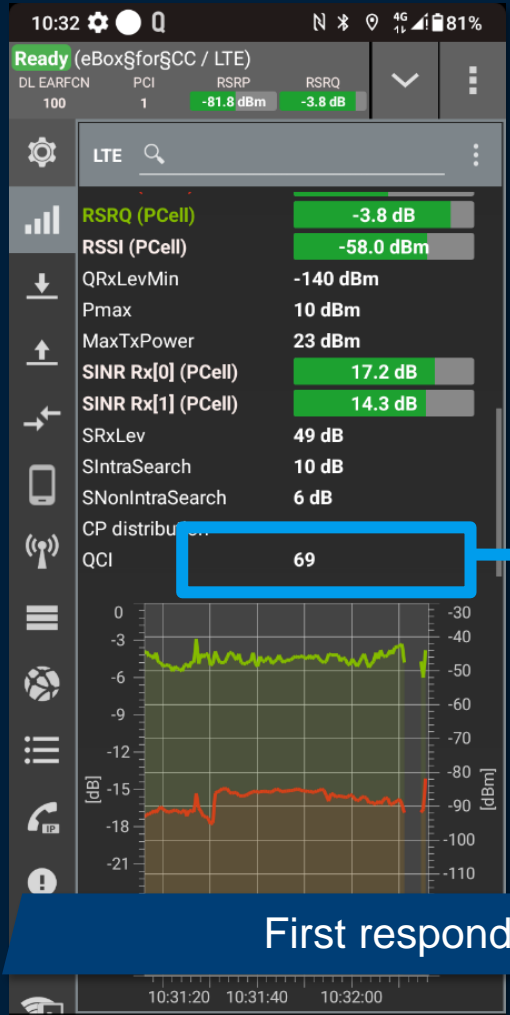 10:32 81%
4G
Ready (eBox§for§CC / LTE)
DL EARFCN PCI RSRP RSRQ
100 1 -81.8 dBm -3.8 dB
LTE
RSRQ (PCell) -3.8 dB
RSSI (PCell) -58.0 dBm
QRxLevMin -140 dBm
Pmax 10 dBm
MaxTxPower 23 dBm
SINR Rx[0] (PCell) 17.2 dB
SINR Rx[1] (PCell) 14.3 dB
SRxLev 49 dB
SIntraSearch 10 dB
SNonIntraSearch 6 dB
CP distribution
QCI 69
0 -30
-3 -40
-6 -50
-9 -60
-12 -70
-15 -80
-18 -90
-21 -100
-110
[dB] [dBm]
IP
First respond
10:31:20 10:31:40 10:32:00